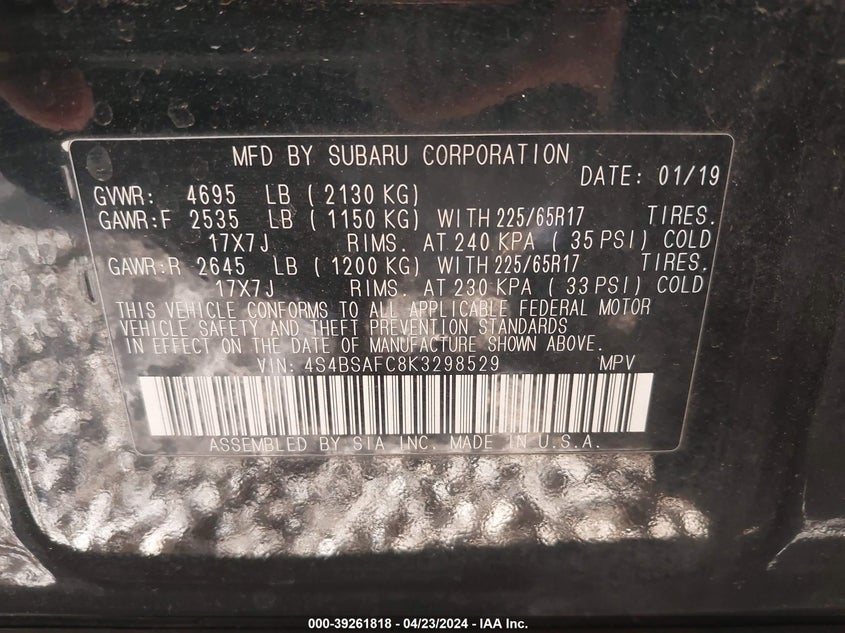 MFD BY SUBARU CORPORATION
DATE: 01/19
GVWR: 4695 LB ( 2130 KG)
GAWR:F 2535 LB ( 1150 KG) WITH 225/65R17 TIRES.
17X7J RIMS. AT 240 KPA ( 35 PSI) COLD
GAWR:R 2645 LB ( 1200 KG) WITH 225/65R17 TIRES.
17X7J RIMS. AT 230 KPA ( 33 PSI) COLD
THIS VEHICLE CONFORMS TO ALL APPLICABLE FEDERAL MOTOR
VEHICLE SAFETY AND THEFT PREVENTION STANDARDS
IN EFFECT ON THE DATE OF MANUFACTURE SHOWN ABOVE.
VIN: 4S4BSAFC8K3298529 MPV
ASSEMBLED BY SIA INC. MADE IN U.S.A.
000-39261818 - 04/23/2024 - IAA Inc.